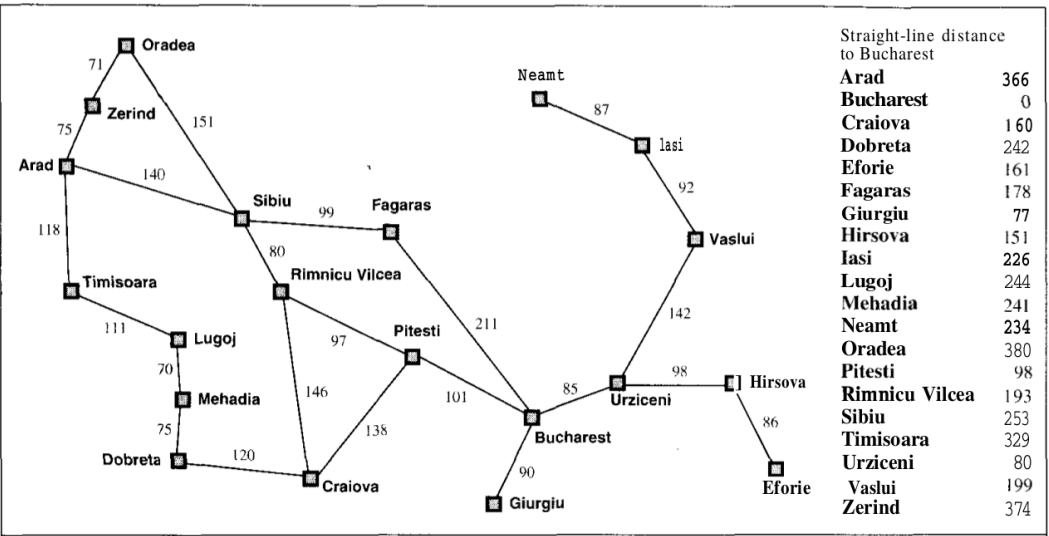 Oradea
71
Neamt
Zerind
87
151
75
Iasi
Arad
140
92
Sibiu
Fagaras
99
118
Vaslui
80
Rimnicu Vilcea
Timisoara
142
211
111
Lugoj
97
Pitesti
70
98
Hirsova
85
Mehadia
146
101
Urziceni
86
75
138
Bucharest
120
90
Dobreta
Craiova
Giurgiu
Eforie
Straight-line distance
to Bucharest
Arad 366
Bucharest 0
Craiova 160
Dobreta 242
Eforie 161
Fagaras 178
Giurgiu 77
Hirsova 151
Iasi 226
Lugoj 244
Mehadia 241
Neamt 234
Oradea 380
Pitesti 98
Rimnicu Vilcea 193
Sibiu 253
Timisoara 329
Urziceni 80
Vaslui 199
Zerind 374